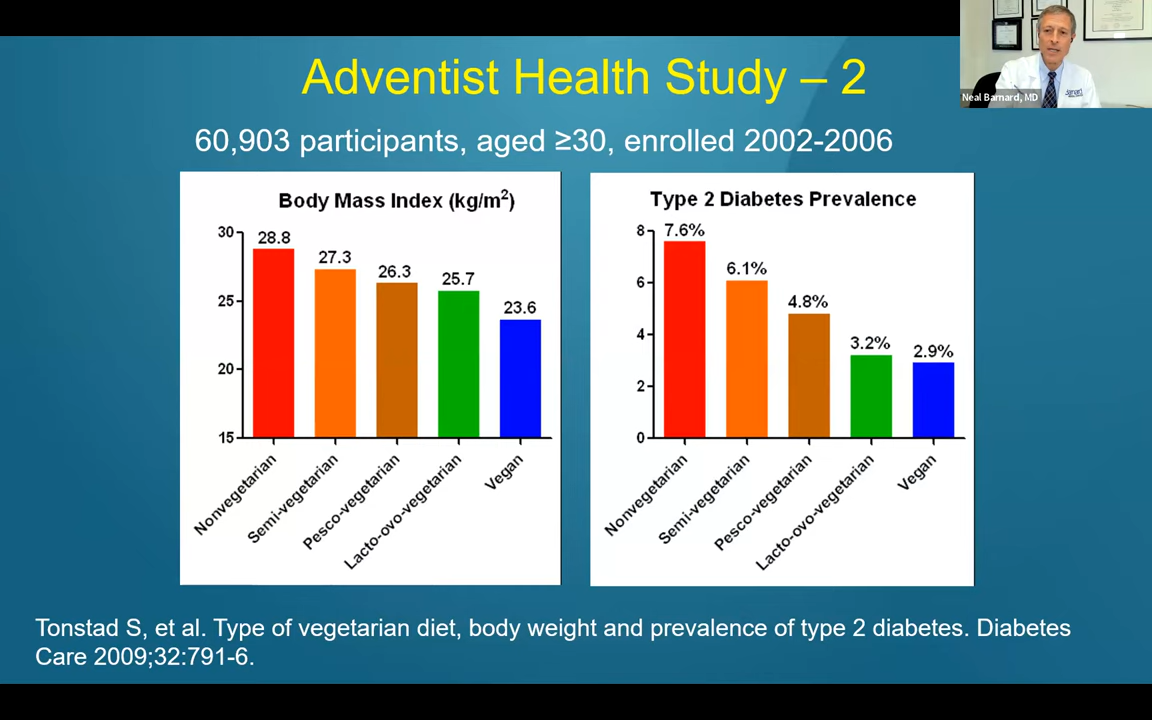 Adventist Health Study – 2
Neal Barnard, MD
60,903 participants, aged ≥30, enrolled 2002-2006
Body Mass Index (kg/m²)
30
25
20
15
28.8
27.3
26.3
25.7
23.6
Nonvegetarian
Semi-vegetarian
Pesco-vegetarian
Lacto-ovo-vegetarian
Vegan
Type 2 Diabetes Prevalence
8
6
4
2
0
7.6%
6.1%
4.8%
3.2%
2.9%
Nonvegetarian
Semi-vegetarian
Pesco-vegetarian
Lacto-ovo-vegetarian
Vegan
Tonstad S, et al. Type of vegetarian diet, body weight and prevalence of type 2 diabetes. Diabetes
Care 2009;32:791-6.